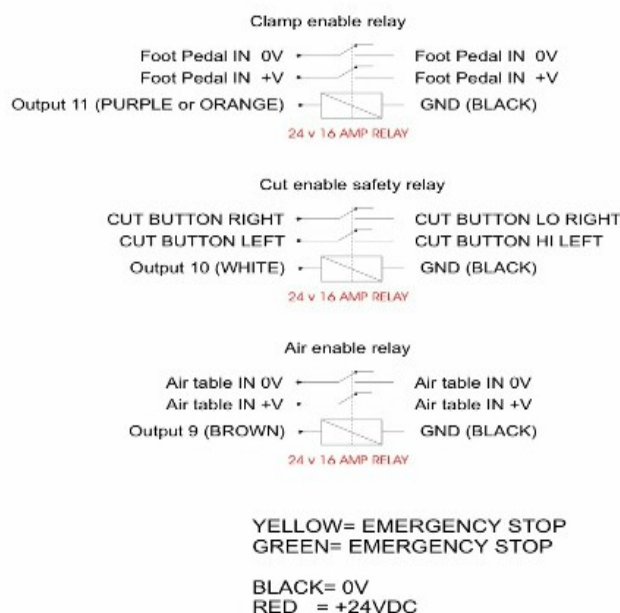 Clamp enable relay
Foot Pedal IN 0V Foot Pedal IN 0V
Foot Pedal IN +V Foot Pedal IN +V
Output 11 (PURPLE or ORANGE) GND (BLACK)
24 v 16 AMP RELAY
Cut enable safety relay
CUT BUTTON RIGHT CUT BUTTON LO RIGHT
CUT BUTTON LEFT CUT BUTTON HI LEFT
Output 10 (WHITE) GND (BLACK)
24 v 16 AMP RELAY
Air enable relay
Air table IN 0V Air table IN 0V
Air table IN +V Air table IN +V
Output 9 (BROWN) GND (BLACK)
24 v 16 AMP RELAY
YELLOW= EMERGENCY STOP
GREEN= EMERGENCY STOP
BLACK= 0V
RED = +24VDC